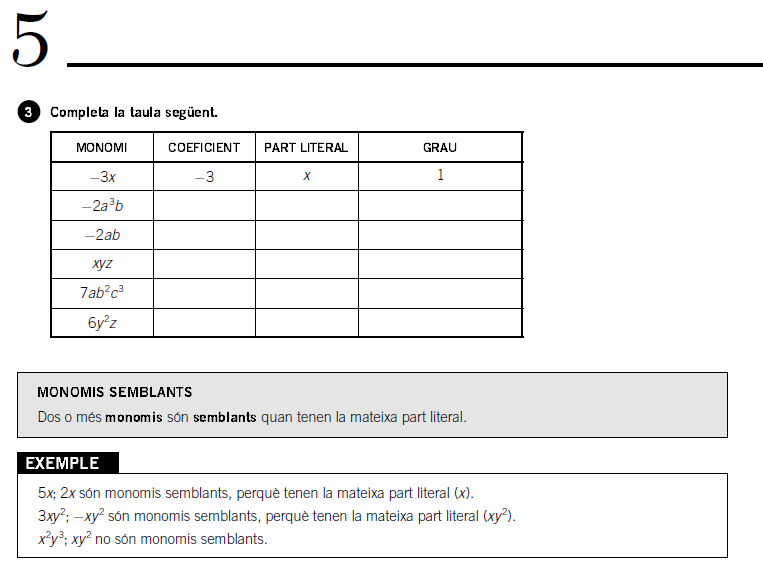 5
3 Completa la taula següent.
MONOMI COEFICIENT PART LITERAL GRAU
−3x −3 x 1
−2a³b
−2ab
xyz
7ab²c³
6y²z
MONOMIS SEMBLANTS
Dos o més monomis són semblants quan tenen la mateixa part literal.
EXEMPLE
5x; 2x són monomis semblants, perquè tenen la mateixa part literal (x).
3xy²; −xy² són monomis semblants, perquè tenen la mateixa part literal (xy²).
x²y³; xy² no són monomis semblants.